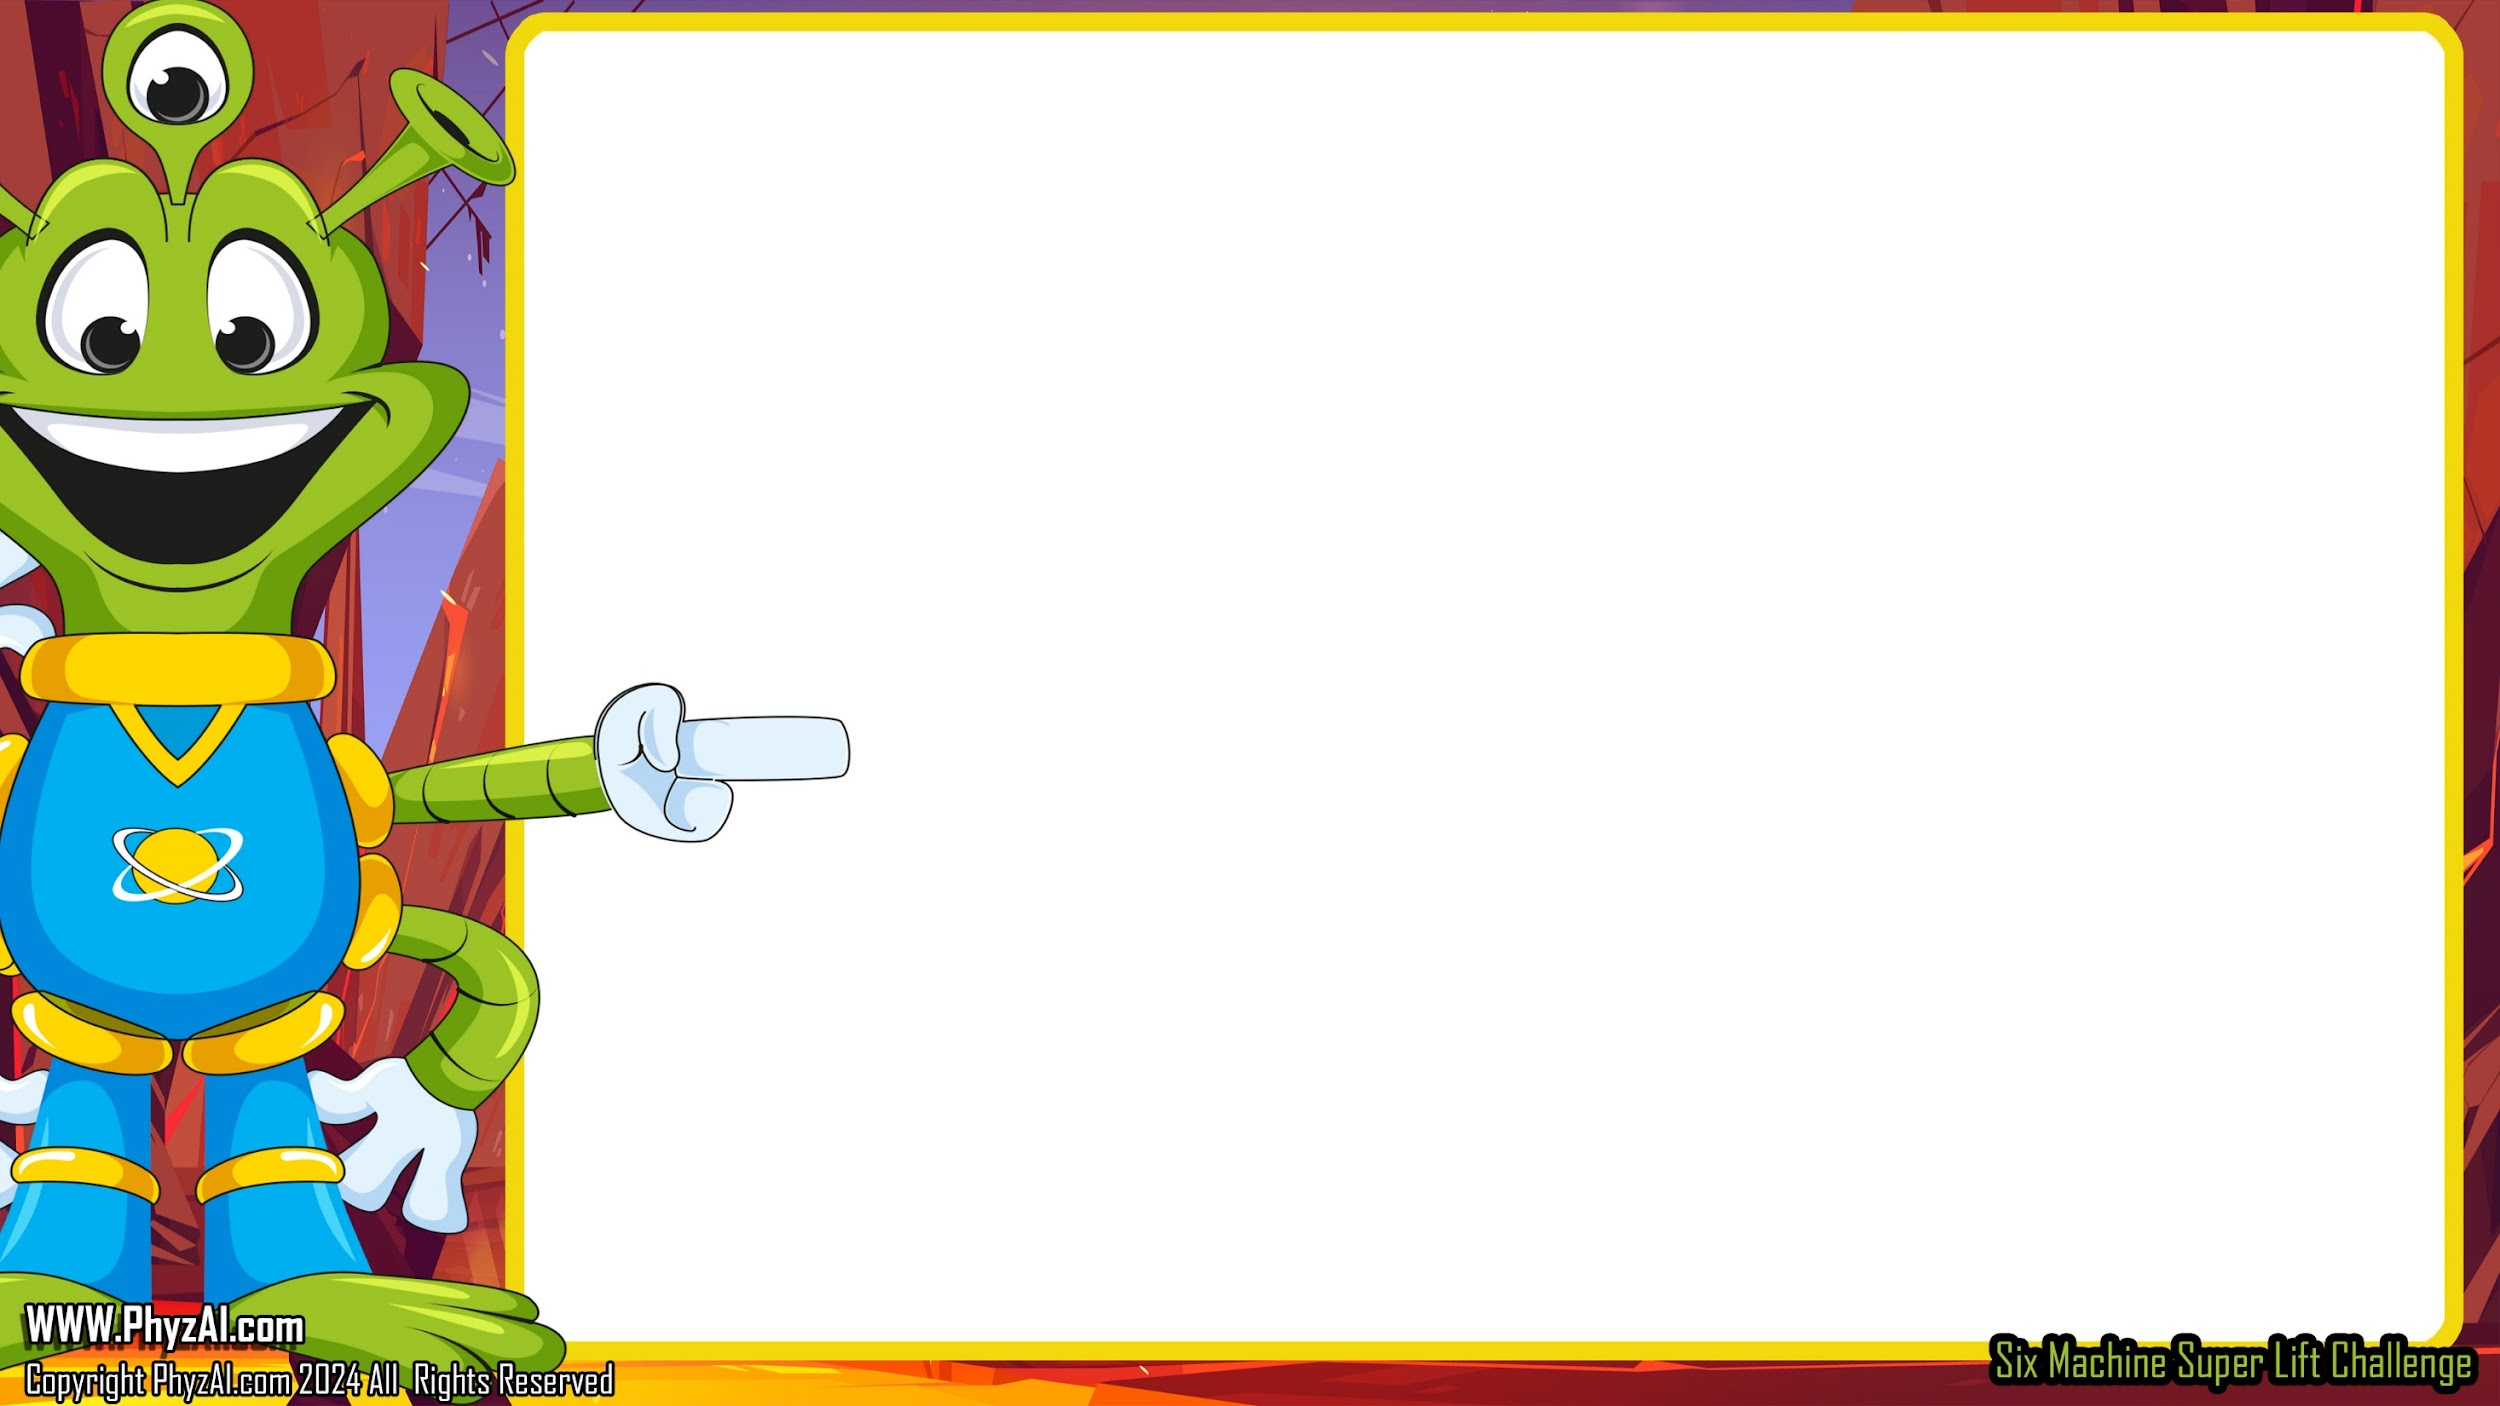 WWW.PhyzAI.com
Copyright PhyzAI.com 2024 All Rights Reserved
Six Machine Super Lift Challenge